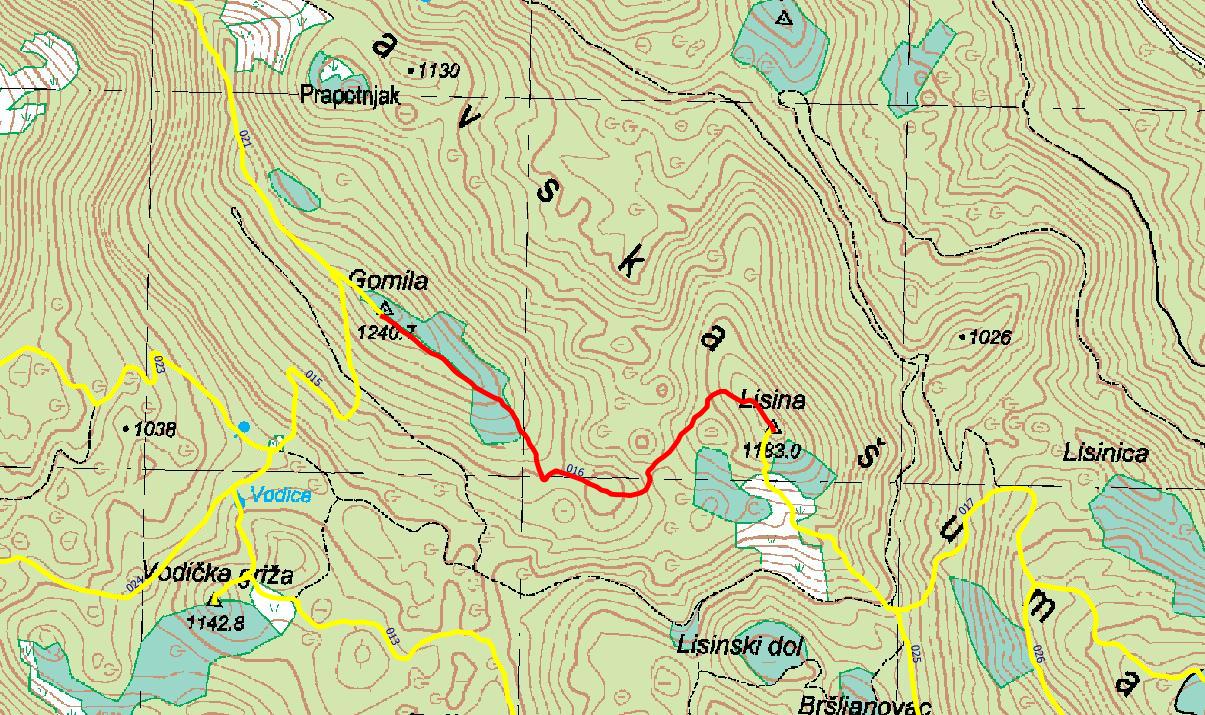 a
1130
Prapotnjak
v
021
s
k
Gomila
1240.7
a
1026
023
015
Lisina
1038
1183.0
Š
Lisinica
016
Vodice
017
u
Vodička griža
024
1142.8
m
013
Lisinski dol
025
026
a
Bršljanovac